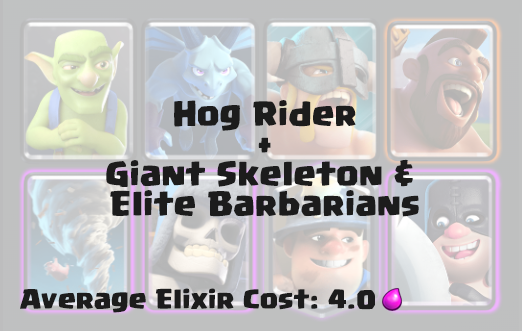 Hog Rider
+
Giant Skeleton &
Elite Barbarians
Average Elixir Cost: 4.0